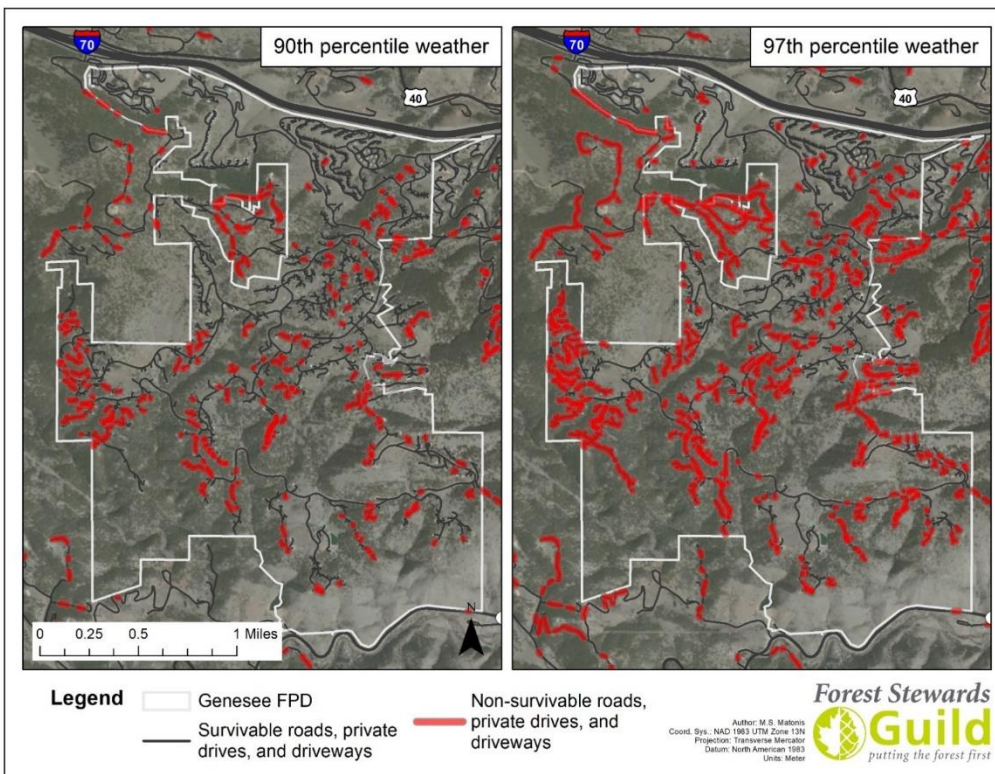 70
90th percentile weather
40
70
97th percentile weather
40
N
0 0.25 0.5 1 Miles
Legend
Genesee FPD
Survivable roads, private
drives, and driveways
Non-survivable roads,
private drives, and
driveways
Author: M.S. Matonis
Coord. Sys.: NAD 1983 UTM Zone 13N
Projection: Transverse Mercator
Datum: North American 1983
Units: Meter
Forest Stewards
Guild
putting the forest first